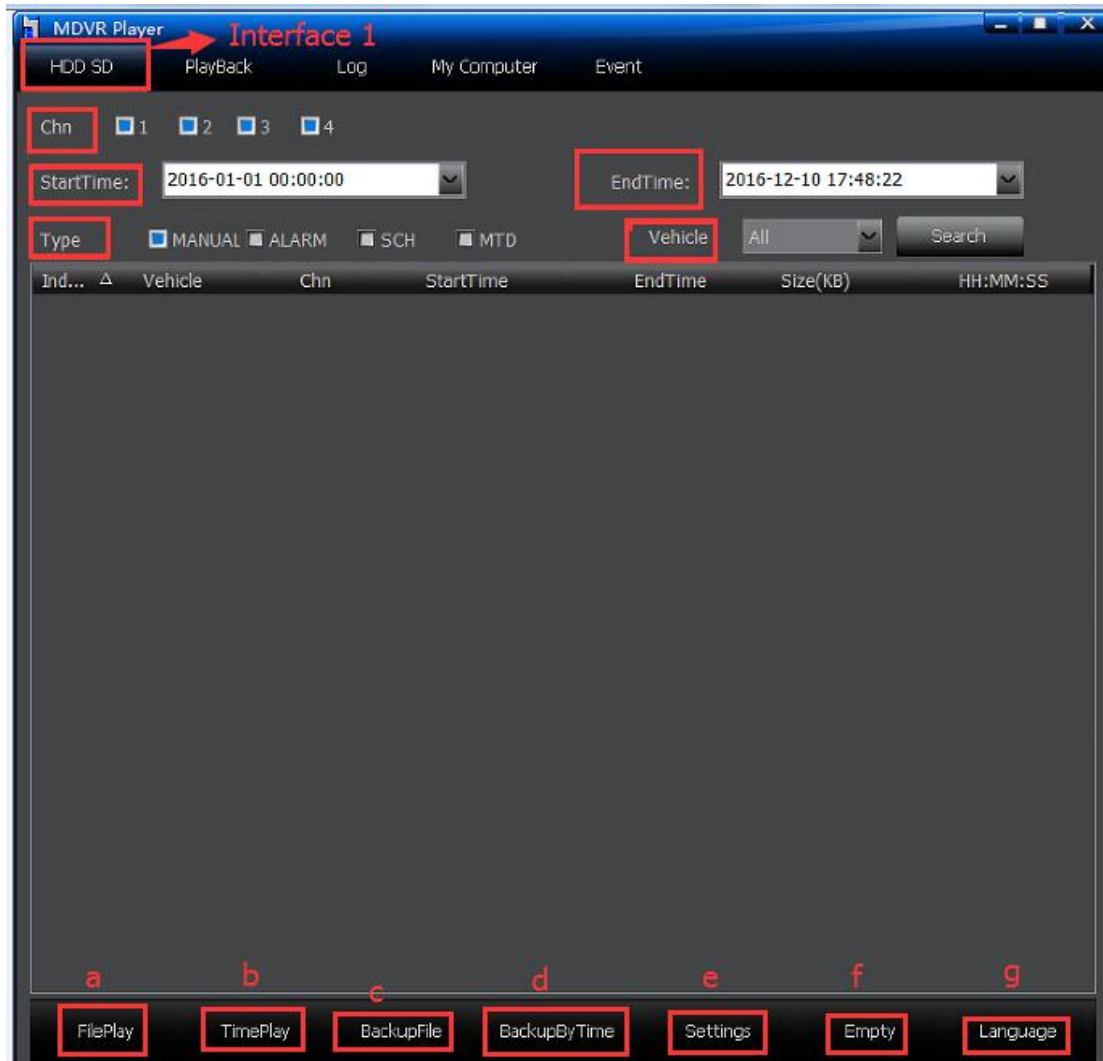 MDVR Player
Interface 1
HDD SD PlayBack Log My Computer Event
Chn 1 2 3 4
StartTime: 2016-01-01 00:00:00 EndTime: 2016-12-10 17:48:22
Type MANUAL ALARM SCH MTD Vehicle All Search
Ind... Vehicle Chn StartTime EndTime Size(KB) HH:MM:SS
a b c d e f g
FilePlay TimePlay BackupFile BackupByTime Settings Empty Language